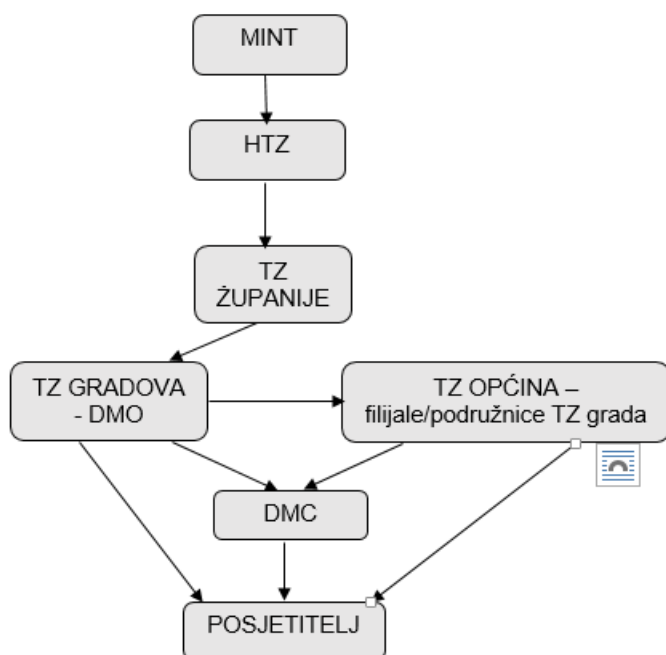 MINT
HTZ
TZ
ŽUPANIJE
TZ GRADOVA
- DMO
TZ OPĆINA –
filijale/podružnice TZ grada
DMC
POSJETITELJ